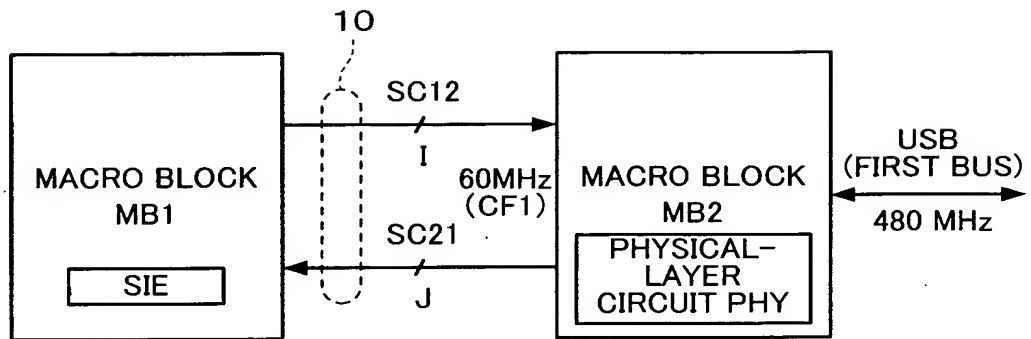 10
SC12
I
MACRO BLOCK
MB1
SIE
60MHz
(CF1)
SC21
J
MACRO BLOCK
MB2
PHYSICAL-
LAYER
CIRCUIT PHY
USB
(FIRST BUS)
480 MHz